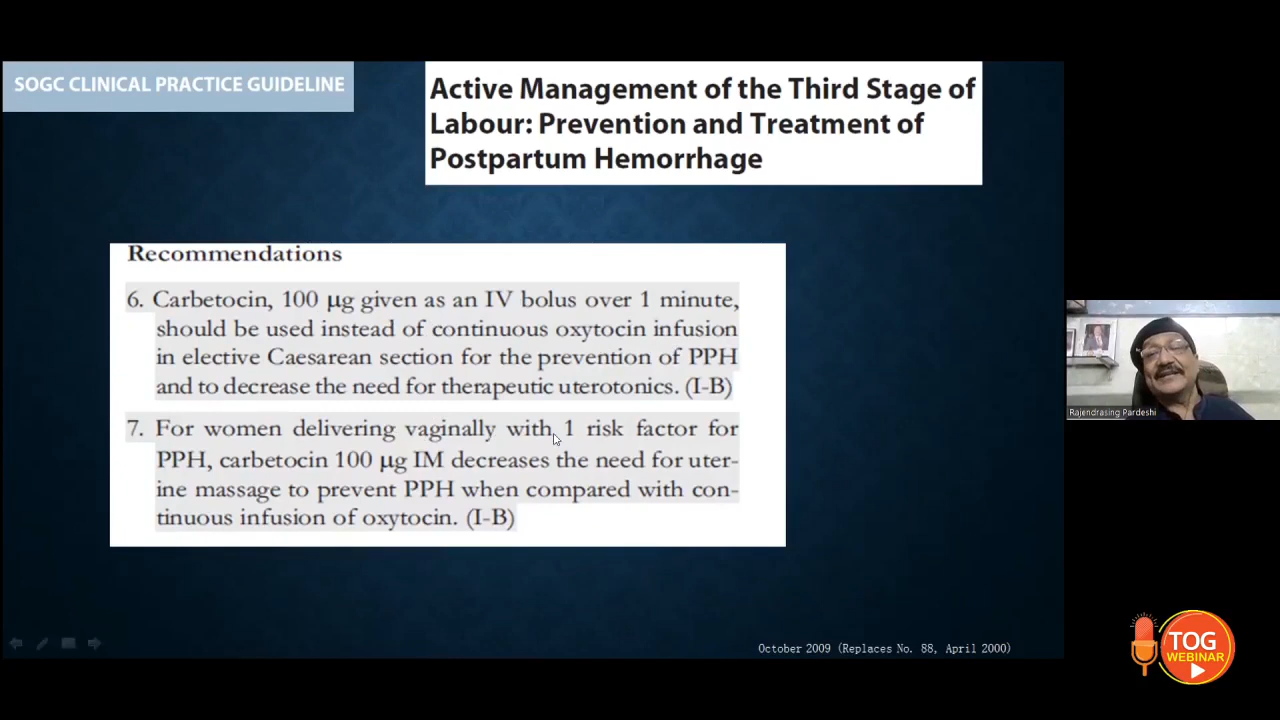 SOGC CLINICAL PRACTICE GUIDELINE
Active Management of the Third Stage of
Labour: Prevention and Treatment of
Postpartum Hemorrhage
Recommendations
6. Carbetocin, 100 μg given as an IV bolus over 1 minute,
should be used instead of continuous oxytocin infusion
in elective Caesarean section for the prevention of PPH
and to decrease the need for therapeutic uterotonics. (I-B)
7. For women delivering vaginally with 1 risk factor for
PPH, carbetocin 100 μg IM decreases the need for uter-
ine massage to prevent PPH when compared with con-
tinuous infusion of oxytocin. (I-B)
October 2009 (Replaces No. 88, April 2000)
Rajendrasing Pardeshi
TOG
WEBINAR